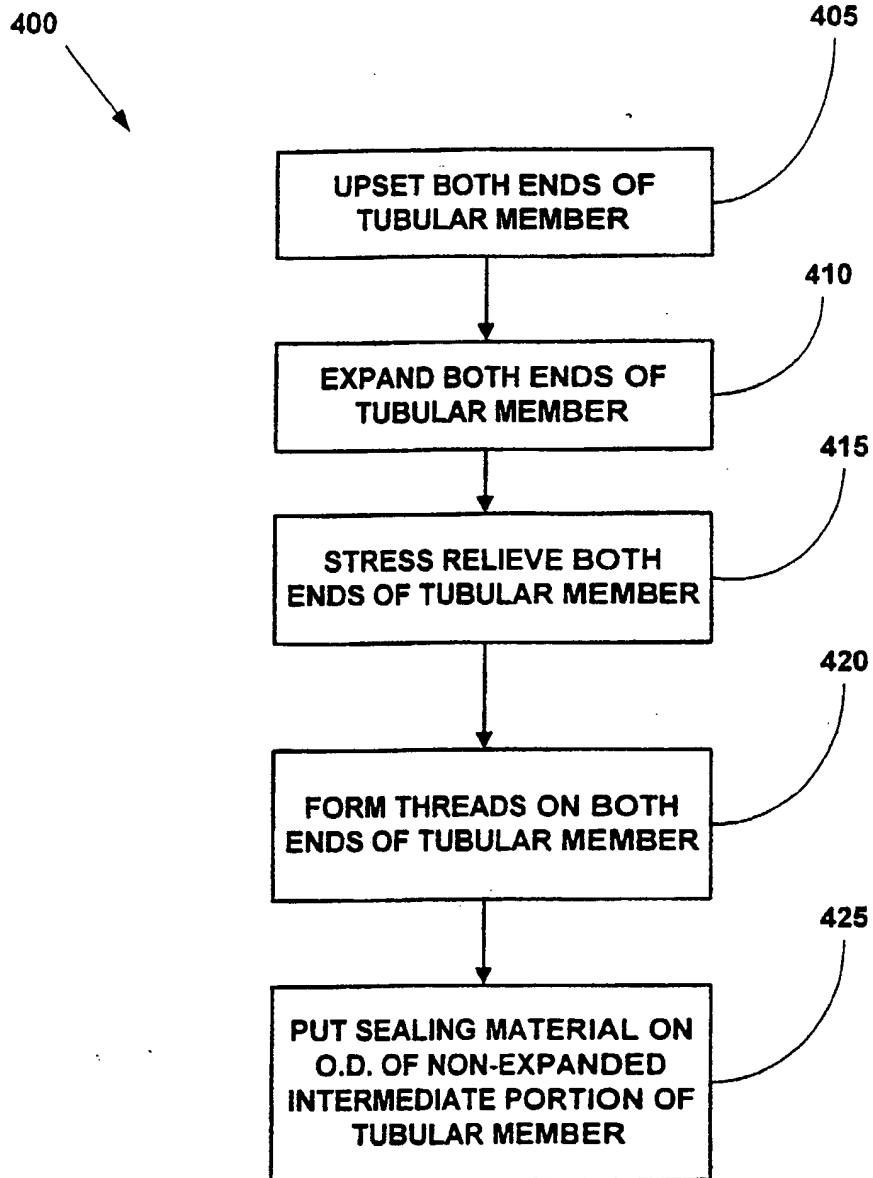 400
405
UPSET BOTH ENDS OF
TUBULAR MEMBER
410
EXPAND BOTH ENDS OF
TUBULAR MEMBER
415
STRESS RELIEVE BOTH
ENDS OF TUBULAR MEMBER
420
FORM THREADS ON BOTH
ENDS OF TUBULAR MEMBER
425
PUT SEALING MATERIAL ON
O.D. OF NON-EXPANDED
INTERMEDIATE PORTION OF
TUBULAR MEMBER